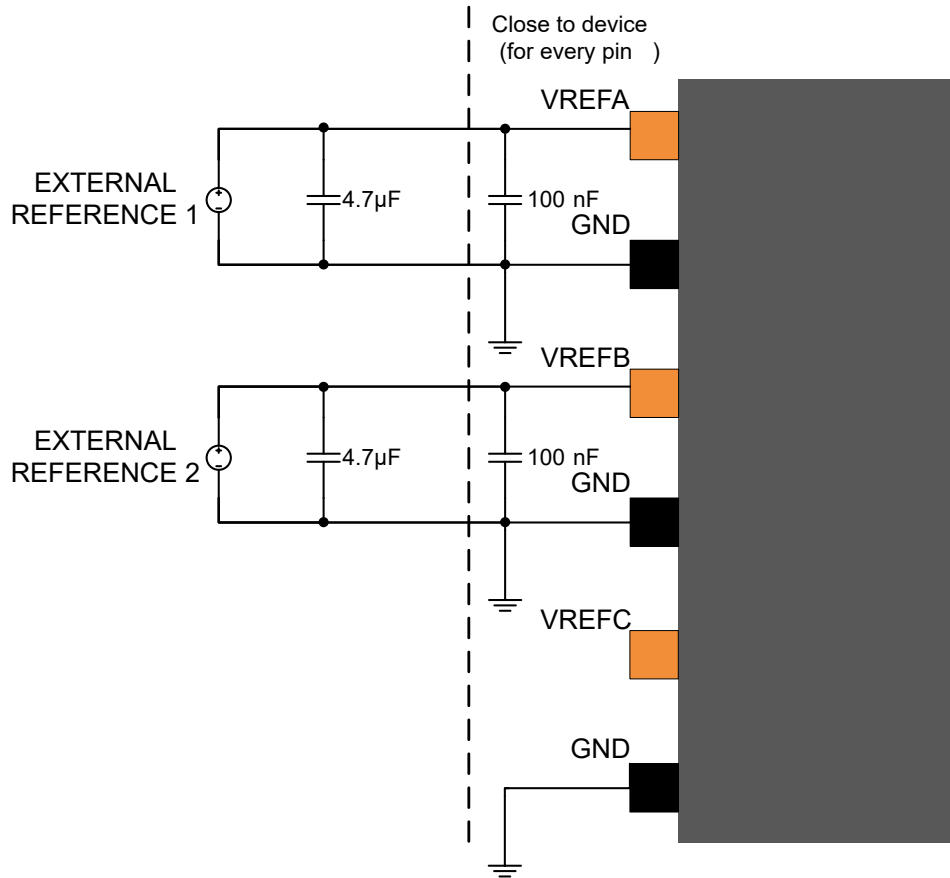 Close to device
(for every pin )
VREFA
EXTERNAL
REFERENCE 1
+
-
4.7µF
100 nF
GND
VREFB
EXTERNAL
REFERENCE 2
+
-
4.7µF
100 nF
GND
VREFC
GND